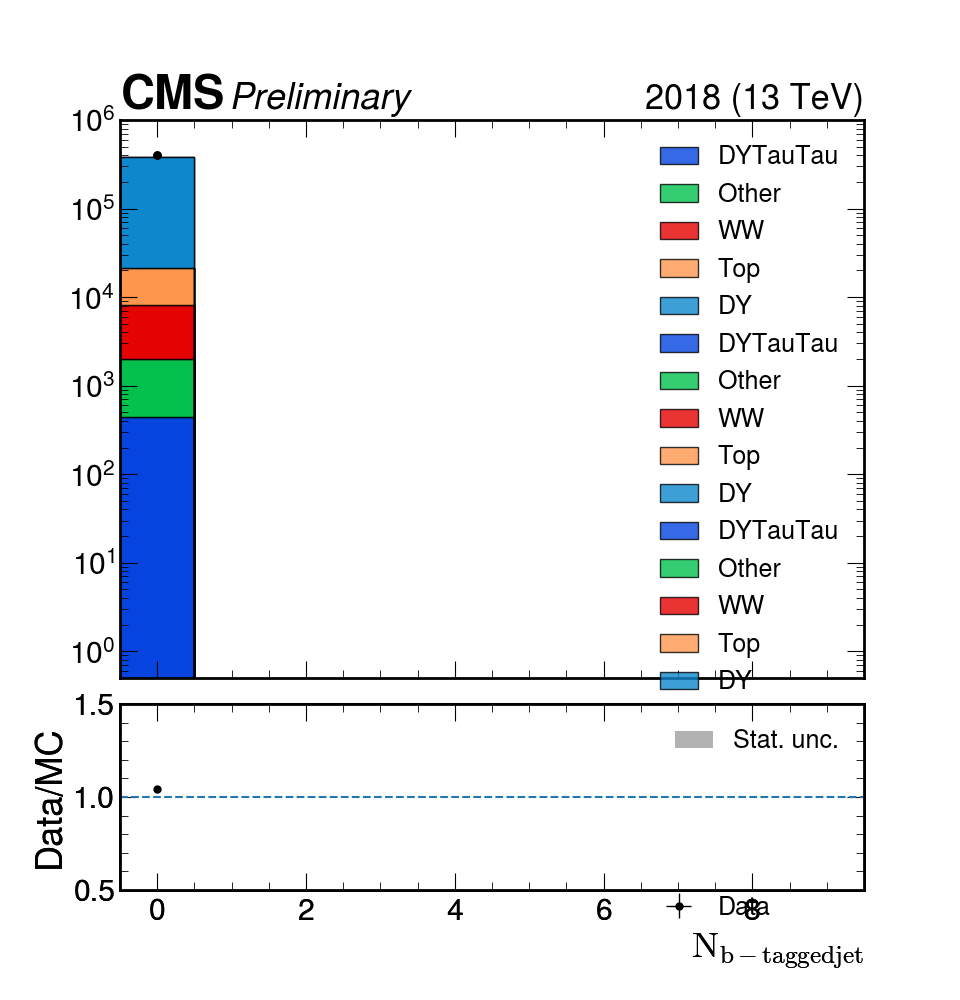 CMS Preliminary 2018 (13 TeV)
10^6
10^5
10^4
10^3
10^2
10^1
10^0
DYTauTau
Other
WW
Top
DY
DYTauTau
Other
WW
Top
DY
DYTauTau
Other
WW
Top
DY
1.5
1.0
0.5
Data/MC
Stat. unc.
0 2 4 6 8
Data
N_b-taggedjet